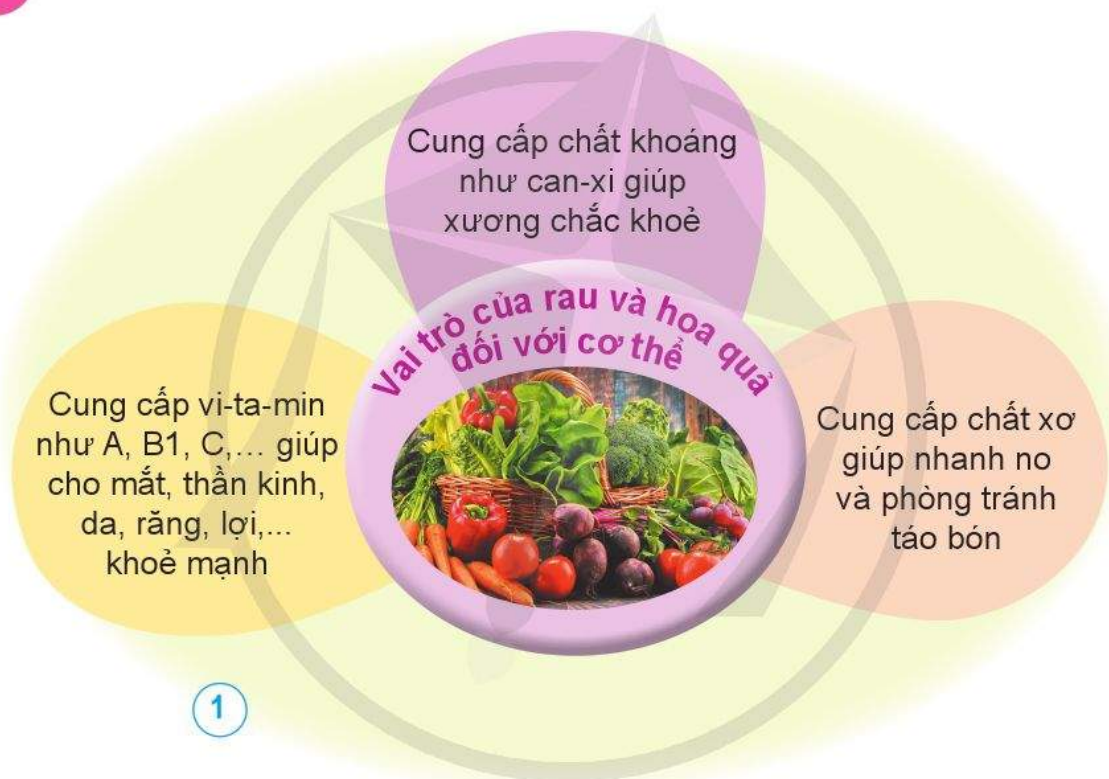 Cung cấp chất khoáng
như can-xi giúp
xương chắc khoẻ
Vai trò của rau và hoa quả
đối với cơ thể
Cung cấp vi-ta-min
như A, B1, C,... giúp
cho mắt, thần kinh,
da, răng, lợi,...
khoẻ mạnh
Cung cấp chất xơ
giúp nhanh no
và phòng tránh
táo bón
1